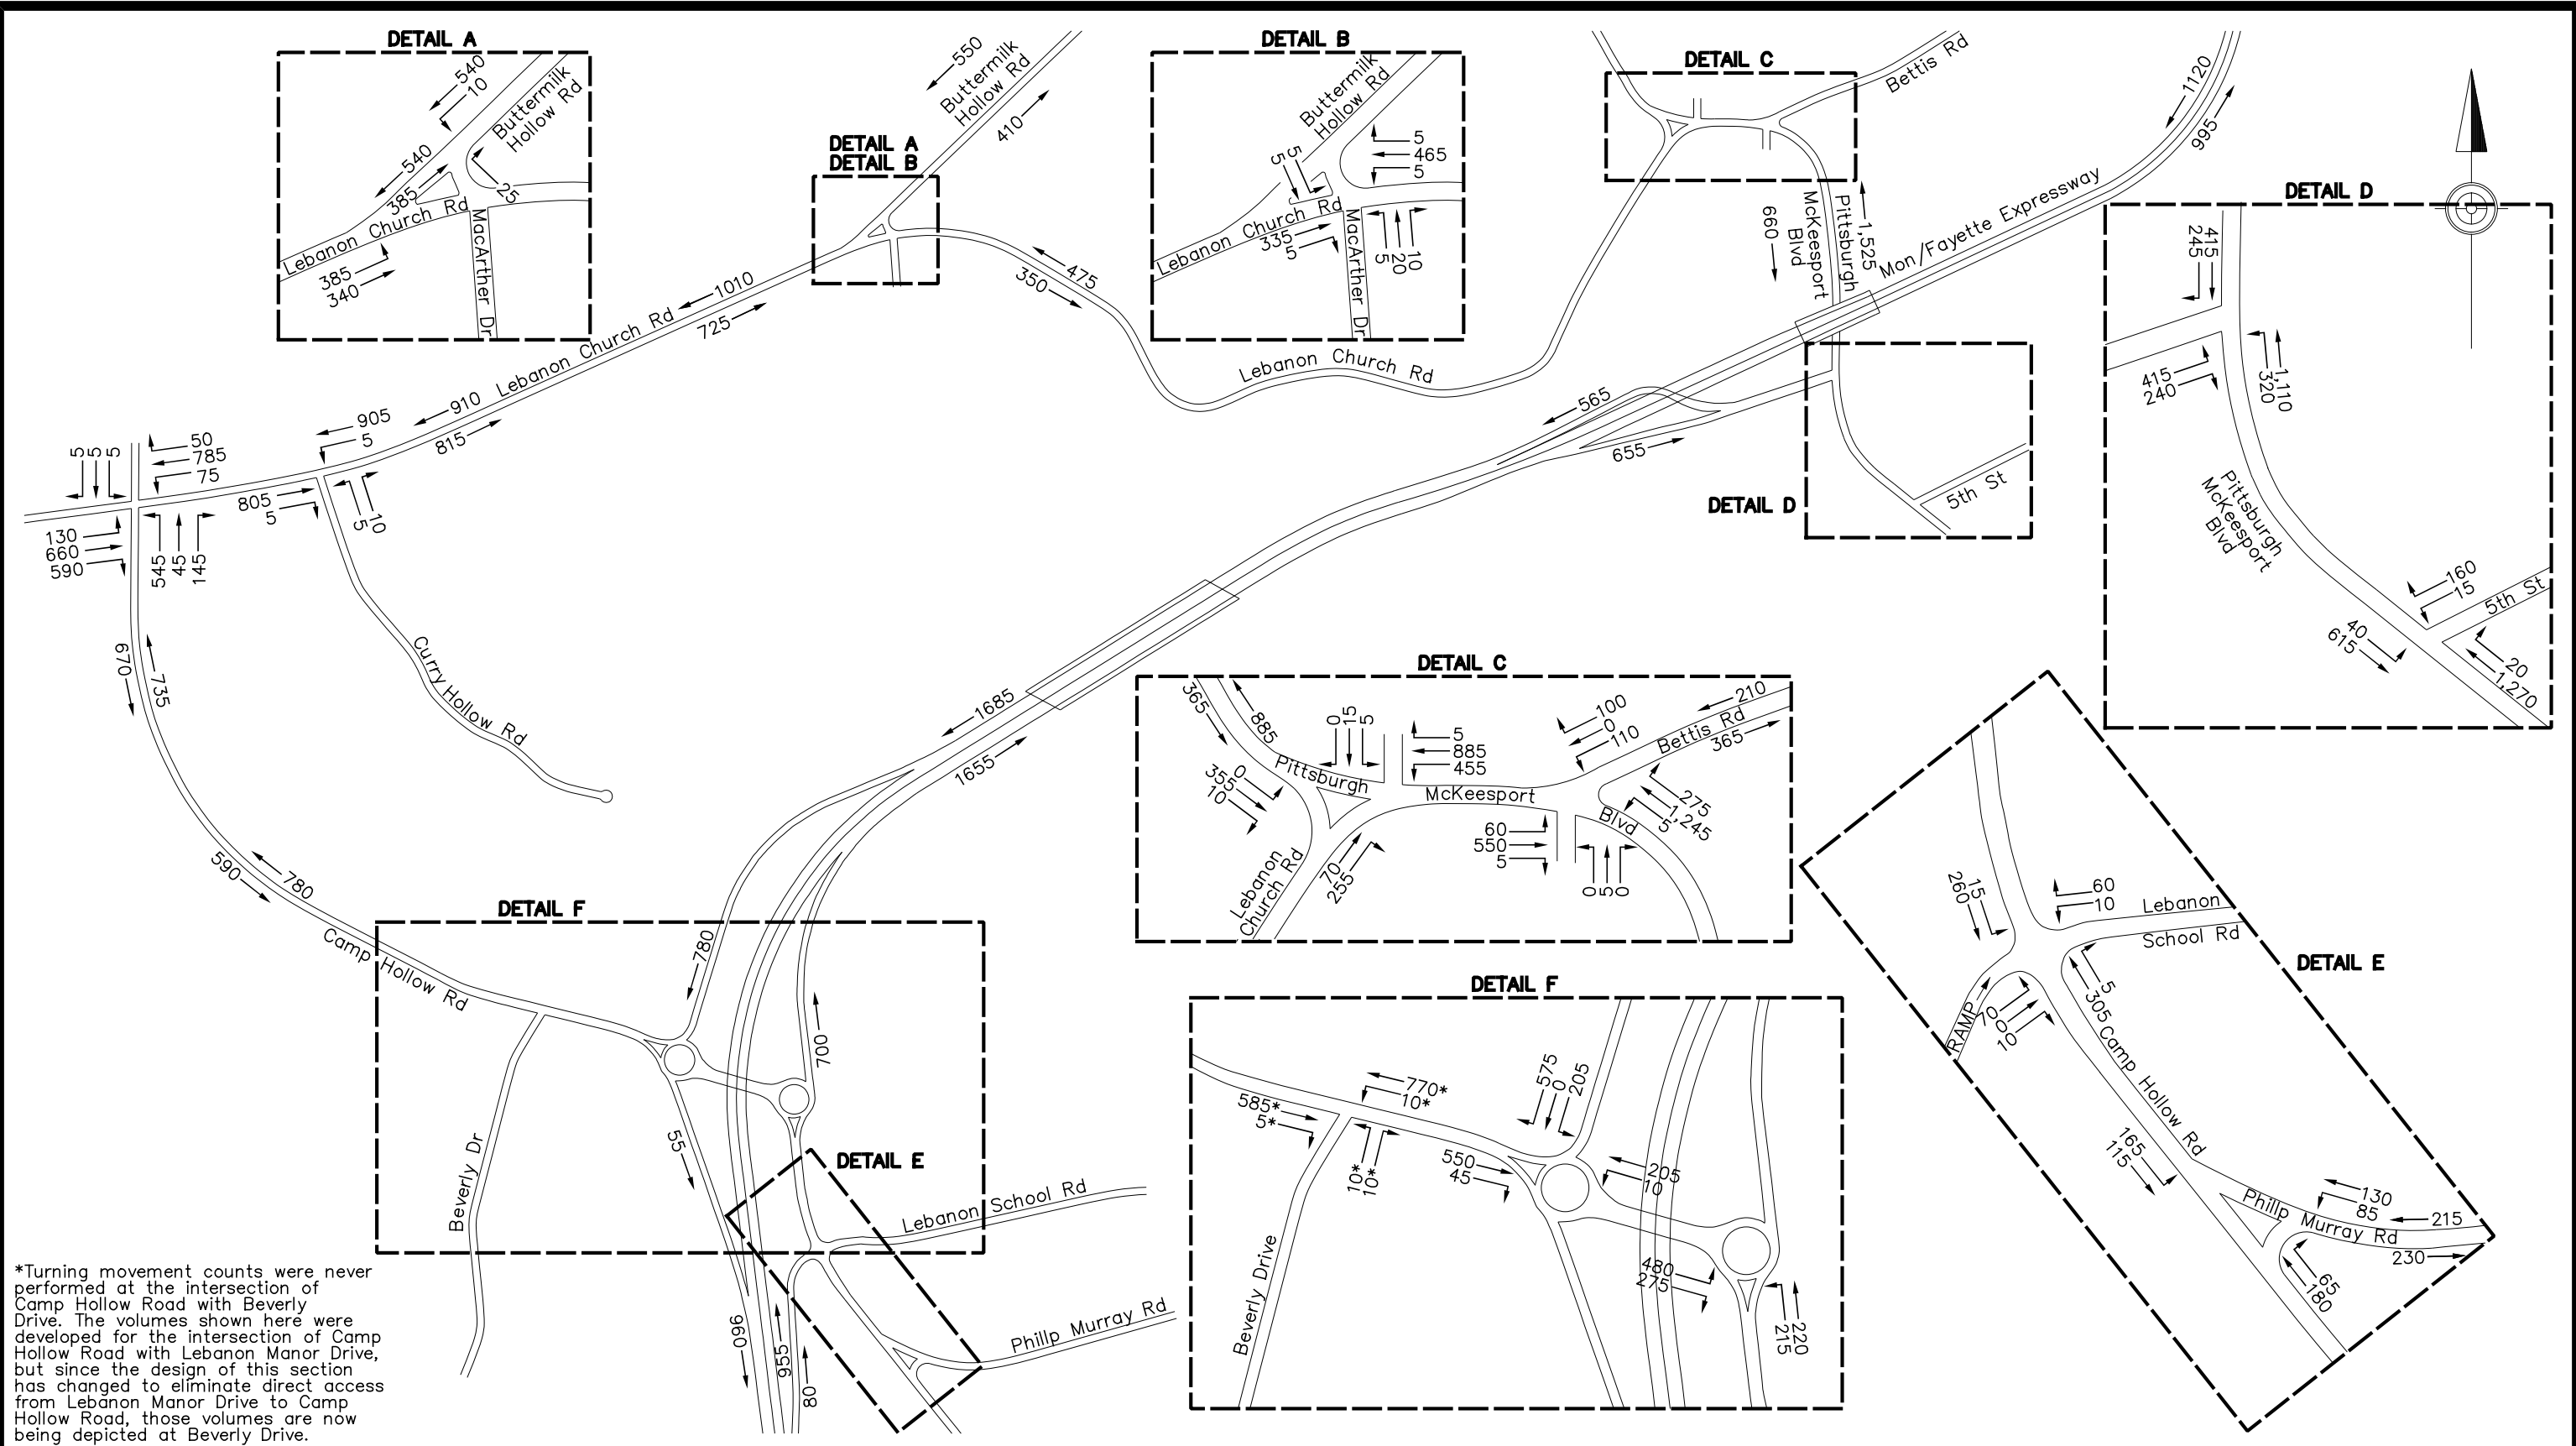 DETAIL A
540
10
Buttermilk
Hollow Rd
540
385
25
Lebanon Church Rd
MacArther Dr
385
340
550
Buttermilk
Hollow Rd
410
DETAIL A
DETAIL B
1010
725
475
350
DETAIL B
Buttermilk
Hollow Rd
5
5
5
465
5
Lebanon Church Rd
335
5
MacArther Dr
5
20
10
DETAIL C
Bettis Rd
660
Pittsburgh
McKeesport
Blvd
1,525
Mon/Fayette Expressway
1120
995
DETAIL D
415
245
415
240
1,110
320
Pittsburgh
McKeesport
Blvd
160
15
5th St
40
615
20
1,270
Lebanon Church Rd
Lebanon Church Rd
910
815
905
5
50
785
75
5
5
5
805
5
10
5
130
660
590
545
45
145
565
655
DETAIL D
5th St
670
735
Curry Hollow Rd
1685
1655
590
780
Camp Hollow Rd
DETAIL C
365
885
0
15
5
5
885
455
100
0
110
210
Bettis Rd
365
0
355
10
Pittsburgh
McKeesport
Blvd
275
1,245
5
60
550
5
0
5
0
Lebanon
Church Rd
70
255
DETAIL F
780
700
55
Beverly Dr
DETAIL E
Lebanon School Rd
Phillp Murray Rd
960
955
80
DETAIL F
585*
5*
770*
10*
10*
10*
575
0
205
550
45
205
10
480
275
220
215
Beverly Drive
DETAIL E
15
260
60
10
Lebanon
School Rd
RAMP
70
0
10
5
305
Camp Hollow Rd
165
115
130
85
215
Phillp Murray Rd
230
65
180
*Turning movement counts were never
performed at the intersection of
Camp Hollow Road with Beverly
Drive. The volumes shown here were
developed for the intersection of Camp
Hollow Road with Lebanon Manor Drive,
but since the design of this section
has changed to eliminate direct access
from Lebanon Manor Drive to Camp
Hollow Road, those volumes are now
being depicted at Beverly Drive.